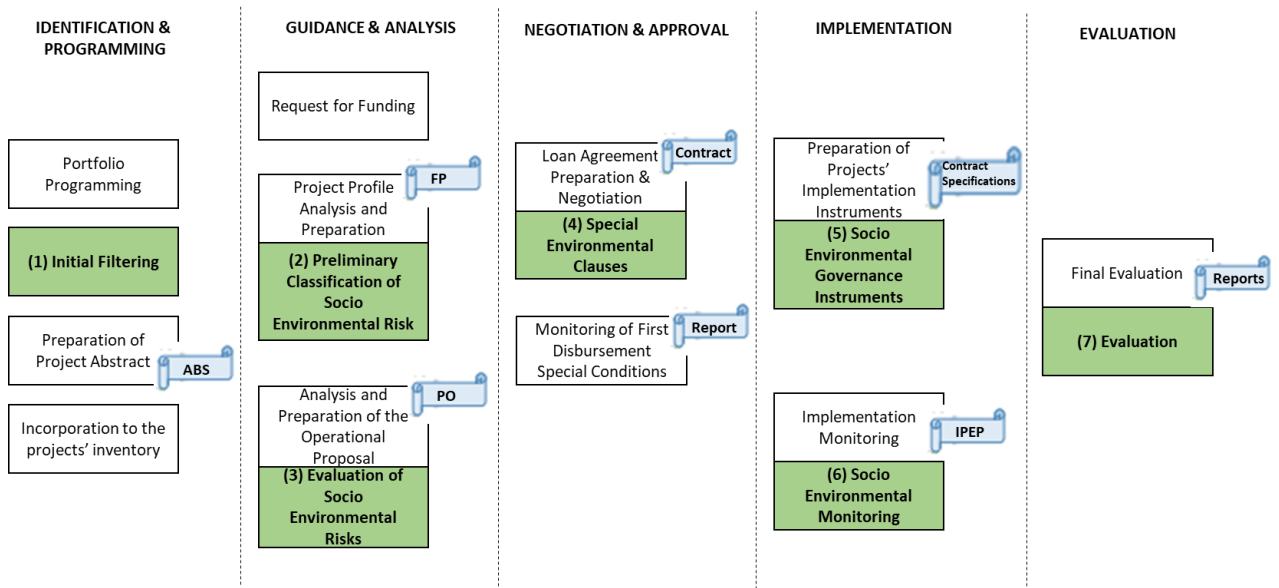 IDENTIFICATION &
PROGRAMMING
Portfolio
Programming
(1) Initial Filtering
Preparation of
Project Abstract
ABS
Incorporation to the
projects' inventory
GUIDANCE & ANALYSIS
Request for Funding
FP
Project Profile
Analysis and
Preparation
(2) Preliminary
Classification of
Socio
Environmental Risk
PO
Analysis and
Preparation of the
Operational
Proposal
(3) Evaluation of
Socio
Environmental
Risks
NEGOTIATION & APPROVAL
Contract
Loan Agreement
Preparation &
Negotiation
(4) Special
Environmental
Clauses
Report
Monitoring of First
Disbursement
Special Conditions
IMPLEMENTATION
Preparation of
Projects'
Implementation
Instruments
Contract
Specifications
(5) Socio
Environmental
Governance
Instruments
Implementation
Monitoring
IPEP
(6) Socio
Environmental
Monitoring
EVALUATION
Final Evaluation
Reports
(7) Evaluation